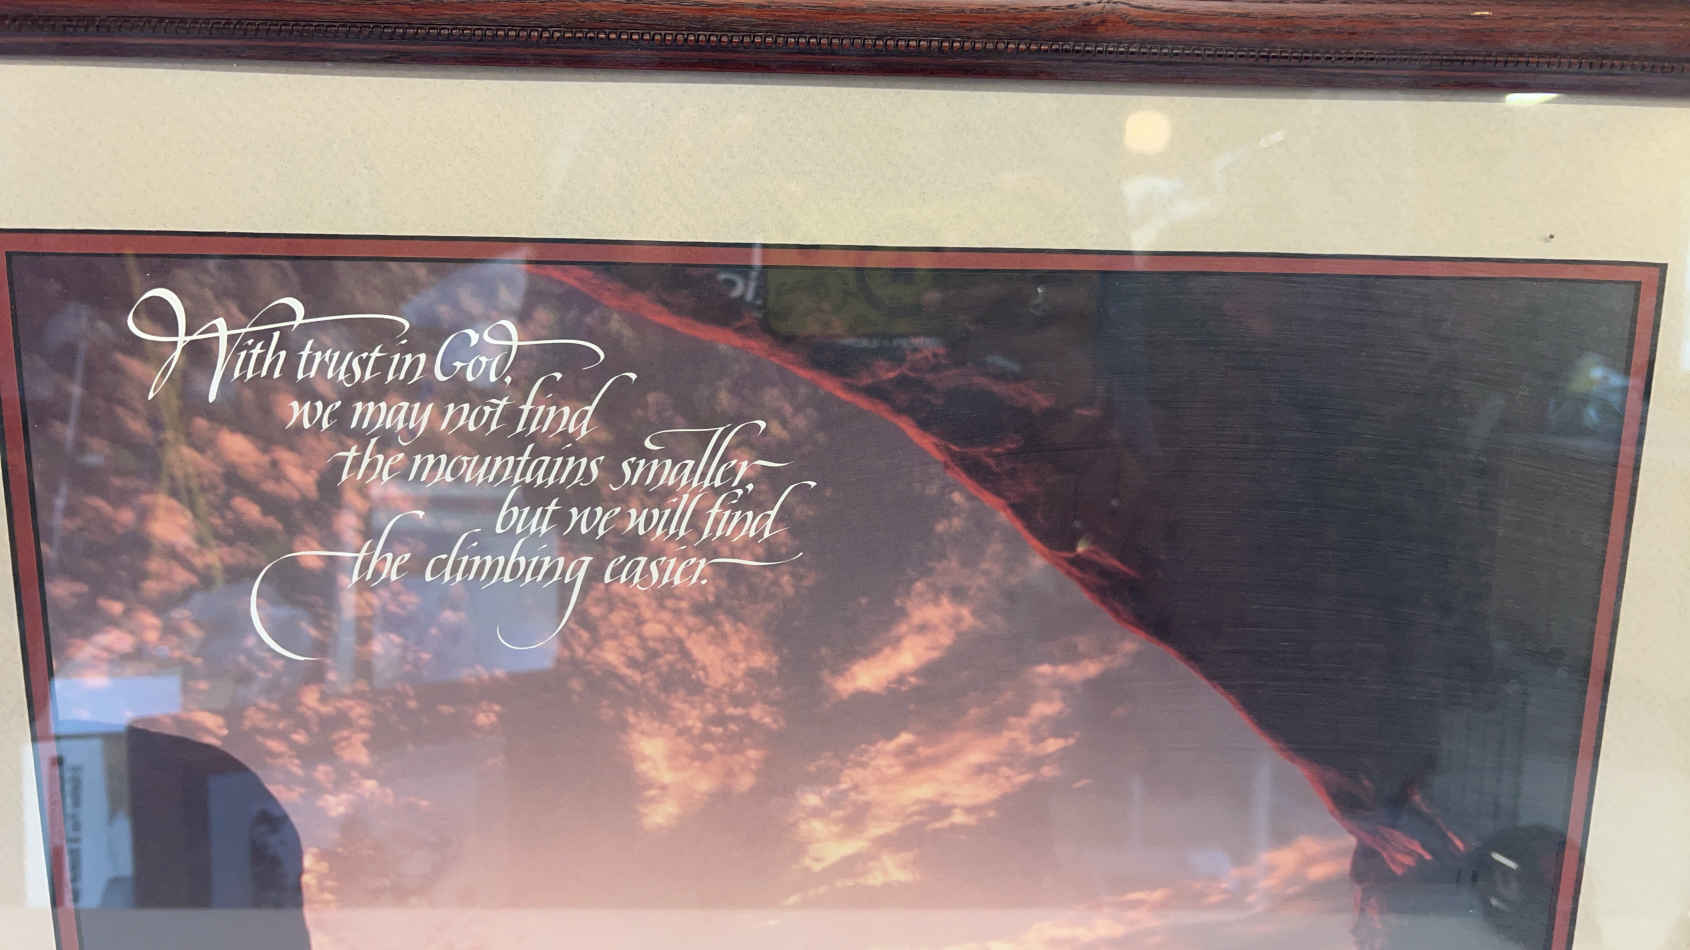 With trust in God,
we may not find
the mountains smaller,
but we will find
the climbing easier.